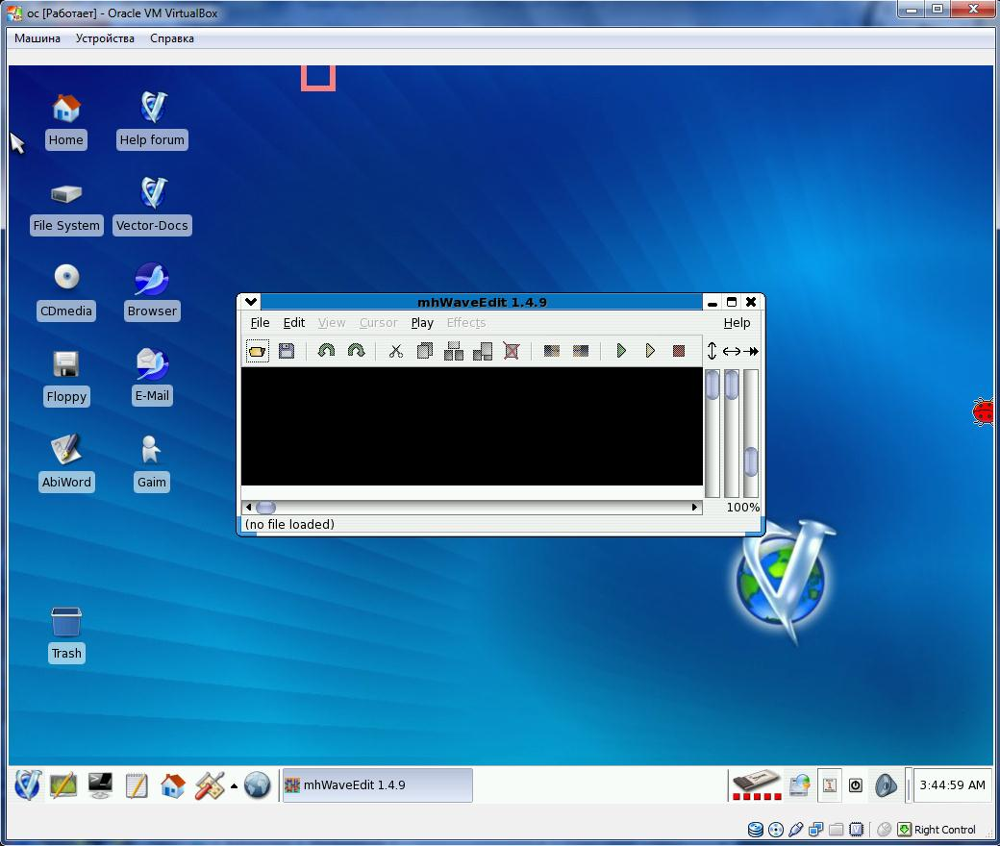 ос [Работает] - Oracle VM VirtualBox
Машина Устройства Справка
Home Help forum
File System Vector-Docs
CDmedia Browser
Floppy E-Mail
AbiWord Gaim
Trash
mhWaveEdit 1.4.9
File Edit View Cursor Play Effects Help
100%
(no file loaded)
mhWaveEdit 1.4.9
1
3:44:59 AM
Right Control